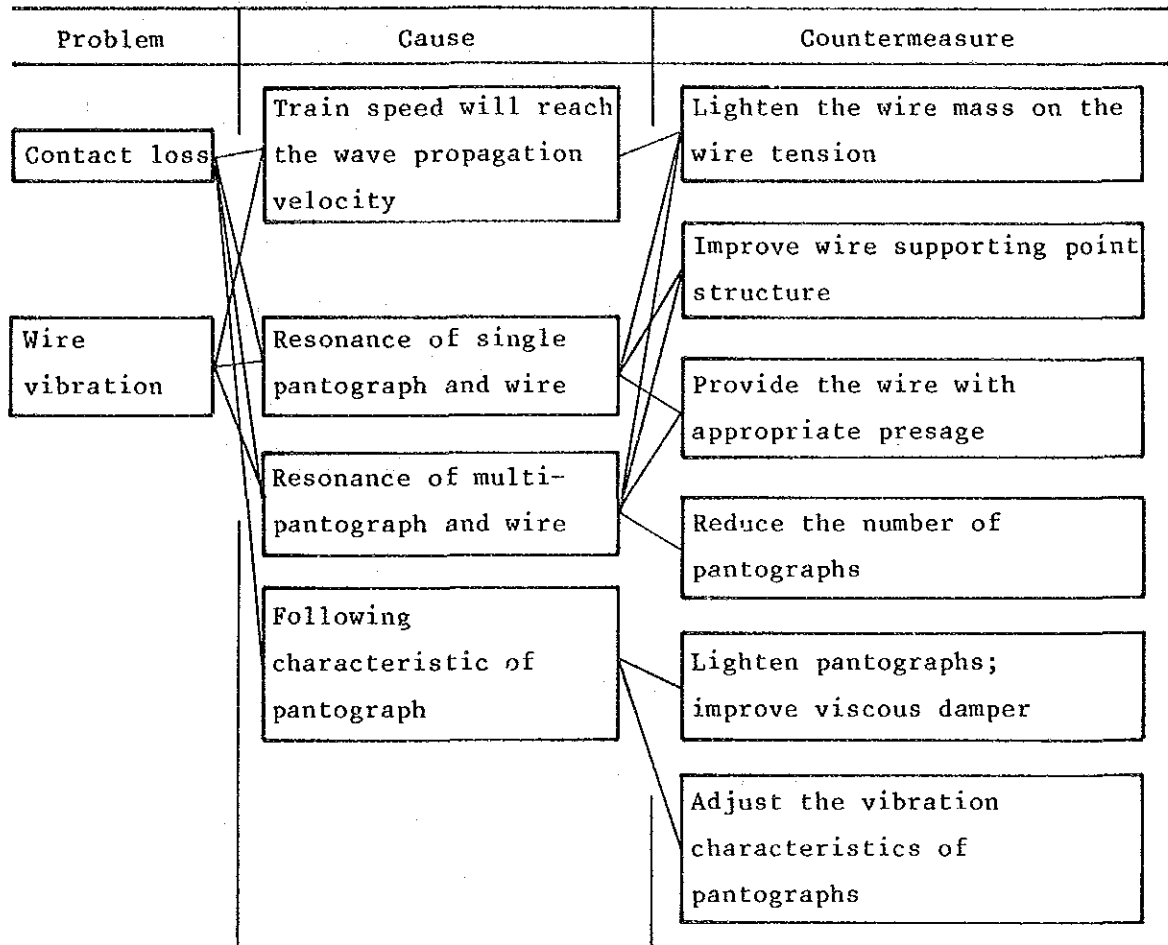 Problem Cause Countermeasure
Contact loss
Wire
vibration
Train speed will reach
the wave propagation
velocity
Resonance of single
pantograph and wire
Resonance of multi-
pantograph and wire
Following
characteristic of
pantograph
Lighten the wire mass on the
wire tension
Improve wire supporting point
structure
Provide the wire with
appropriate presage
Reduce the number of
pantographs
Lighten pantographs;
improve viscous damper
Adjust the vibration
characteristics of
pantographs